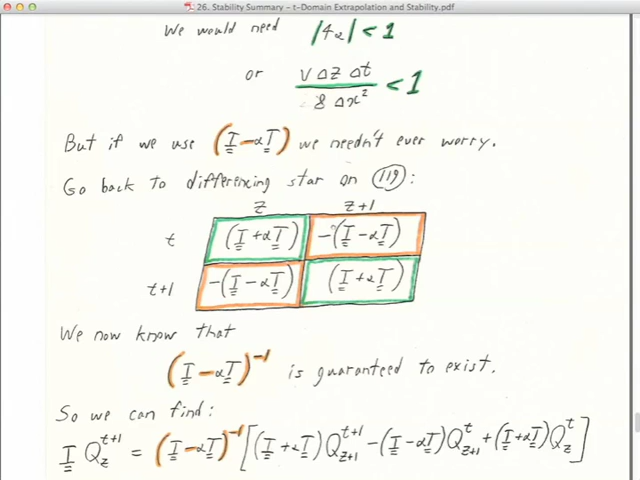 26. Stability Summary – t-Domain Extrapolation and Stability.pdf
We would need |4α| < 1
or V Δz Δt / 8 Δx² < 1
But if we use (I - αT) we needn't ever worry.
Go back to differencing star on (119):
z z+1
t (I + αT) -(I - αT)
t+1 -(I - αT) (I + αT)
We now know that
(I - αT)⁻¹ is guaranteed to exist.
So we can find:
I Q_z^{t+1} = (I - αT)⁻¹ [(I + αT) Q_{z+1}^{t+1} - (I - αT) Q_{z+1}^t + (I + αT) Q_z^t]